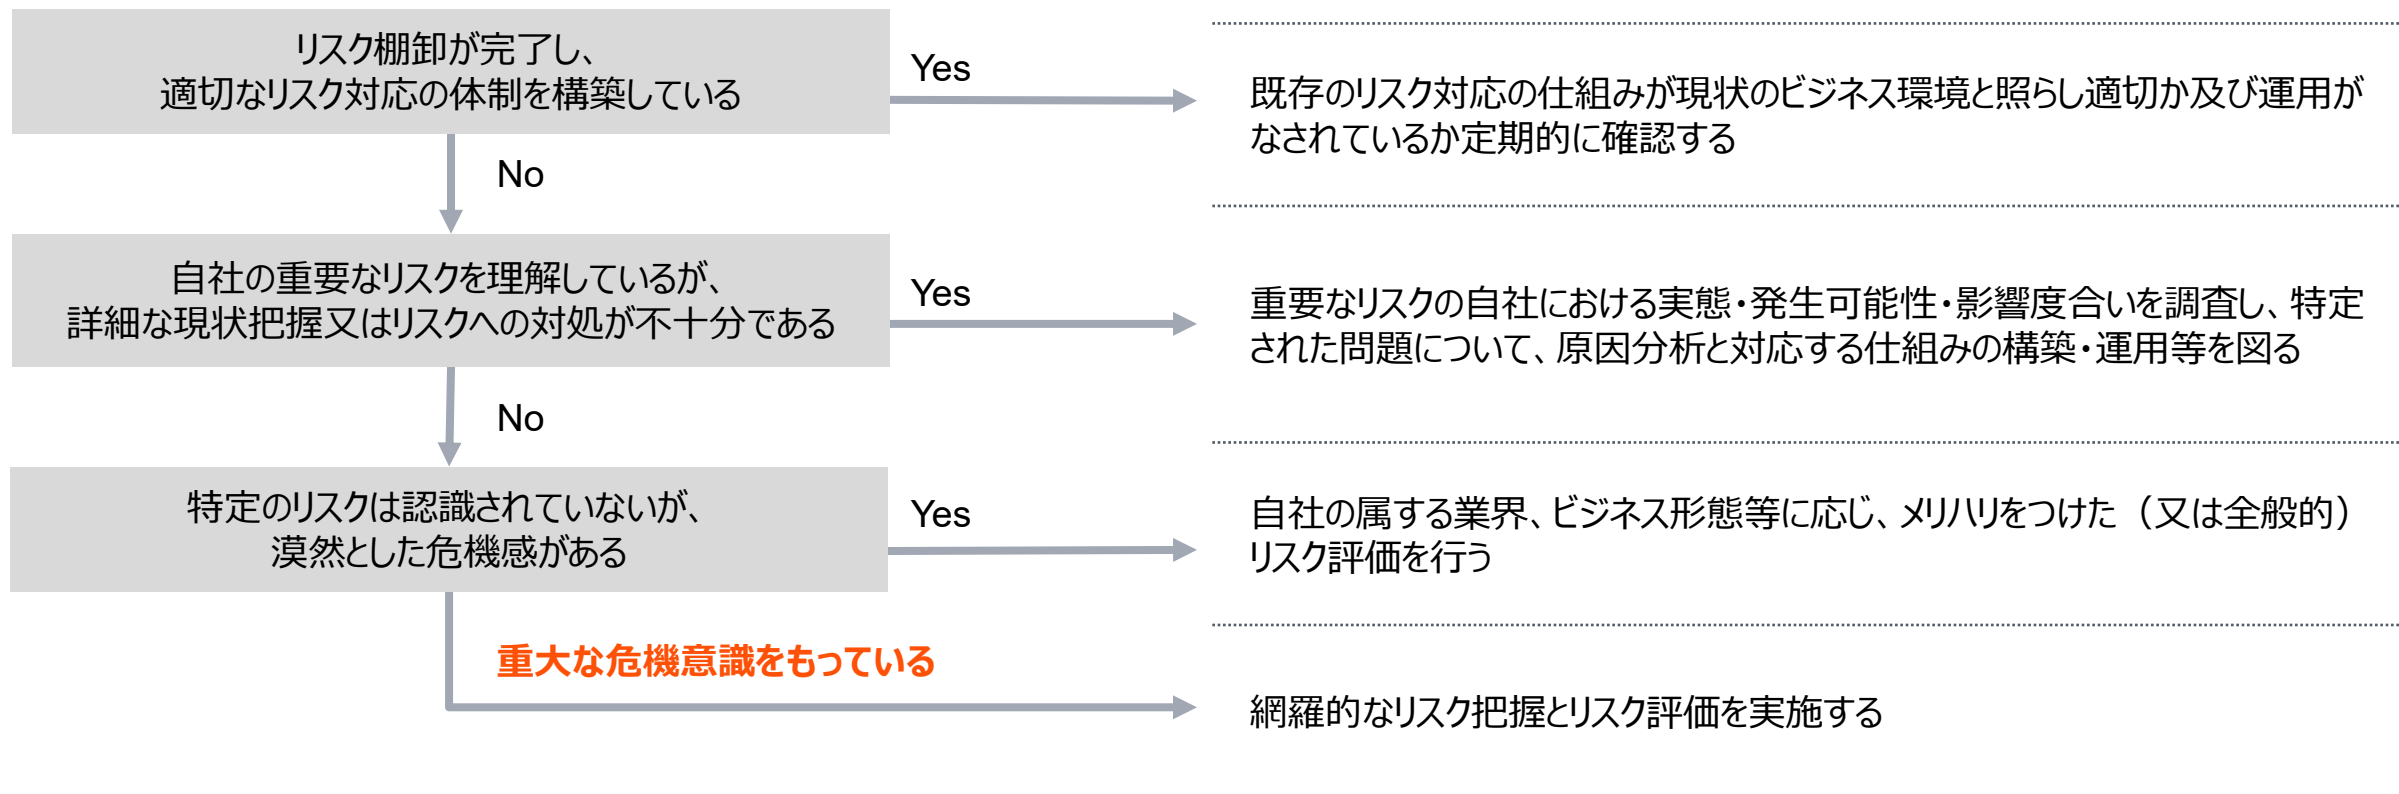 リスク棚卸が完了し、
適切なリスク対応の体制を構築している
Yes
既存のリスク対応の仕組みが現状のビジネス環境と照らし適切か及び運用が
なされているか定期的に確認する
No
自社の重要なリスクを理解しているが、
詳細な現状把握又はリスクへの対処が不十分である
Yes
重要なリスクの自社における実態・発生可能性・影響度合いを調査し、特定
された問題について、原因分析と対応する仕組みの構築・運用等を図る
No
特定のリスクは認識されていないが、
漠然とした危機感がある
Yes
自社の属する業界、ビジネス形態等に応じ、メリハリをつけた（又は全般的）
リスク評価を行う
重大な危機意識をもっている
網羅的なリスク把握とリスク評価を実施する